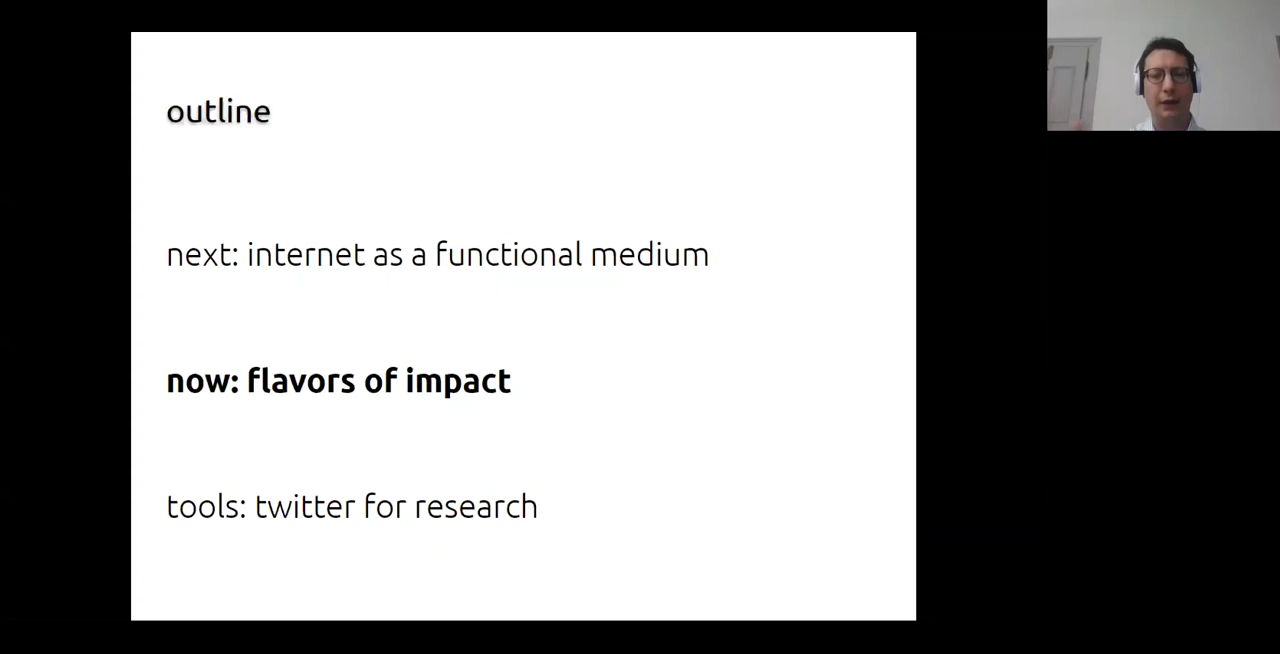 outline
next: internet as a functional medium
now: flavors of impact
tools: twitter for research